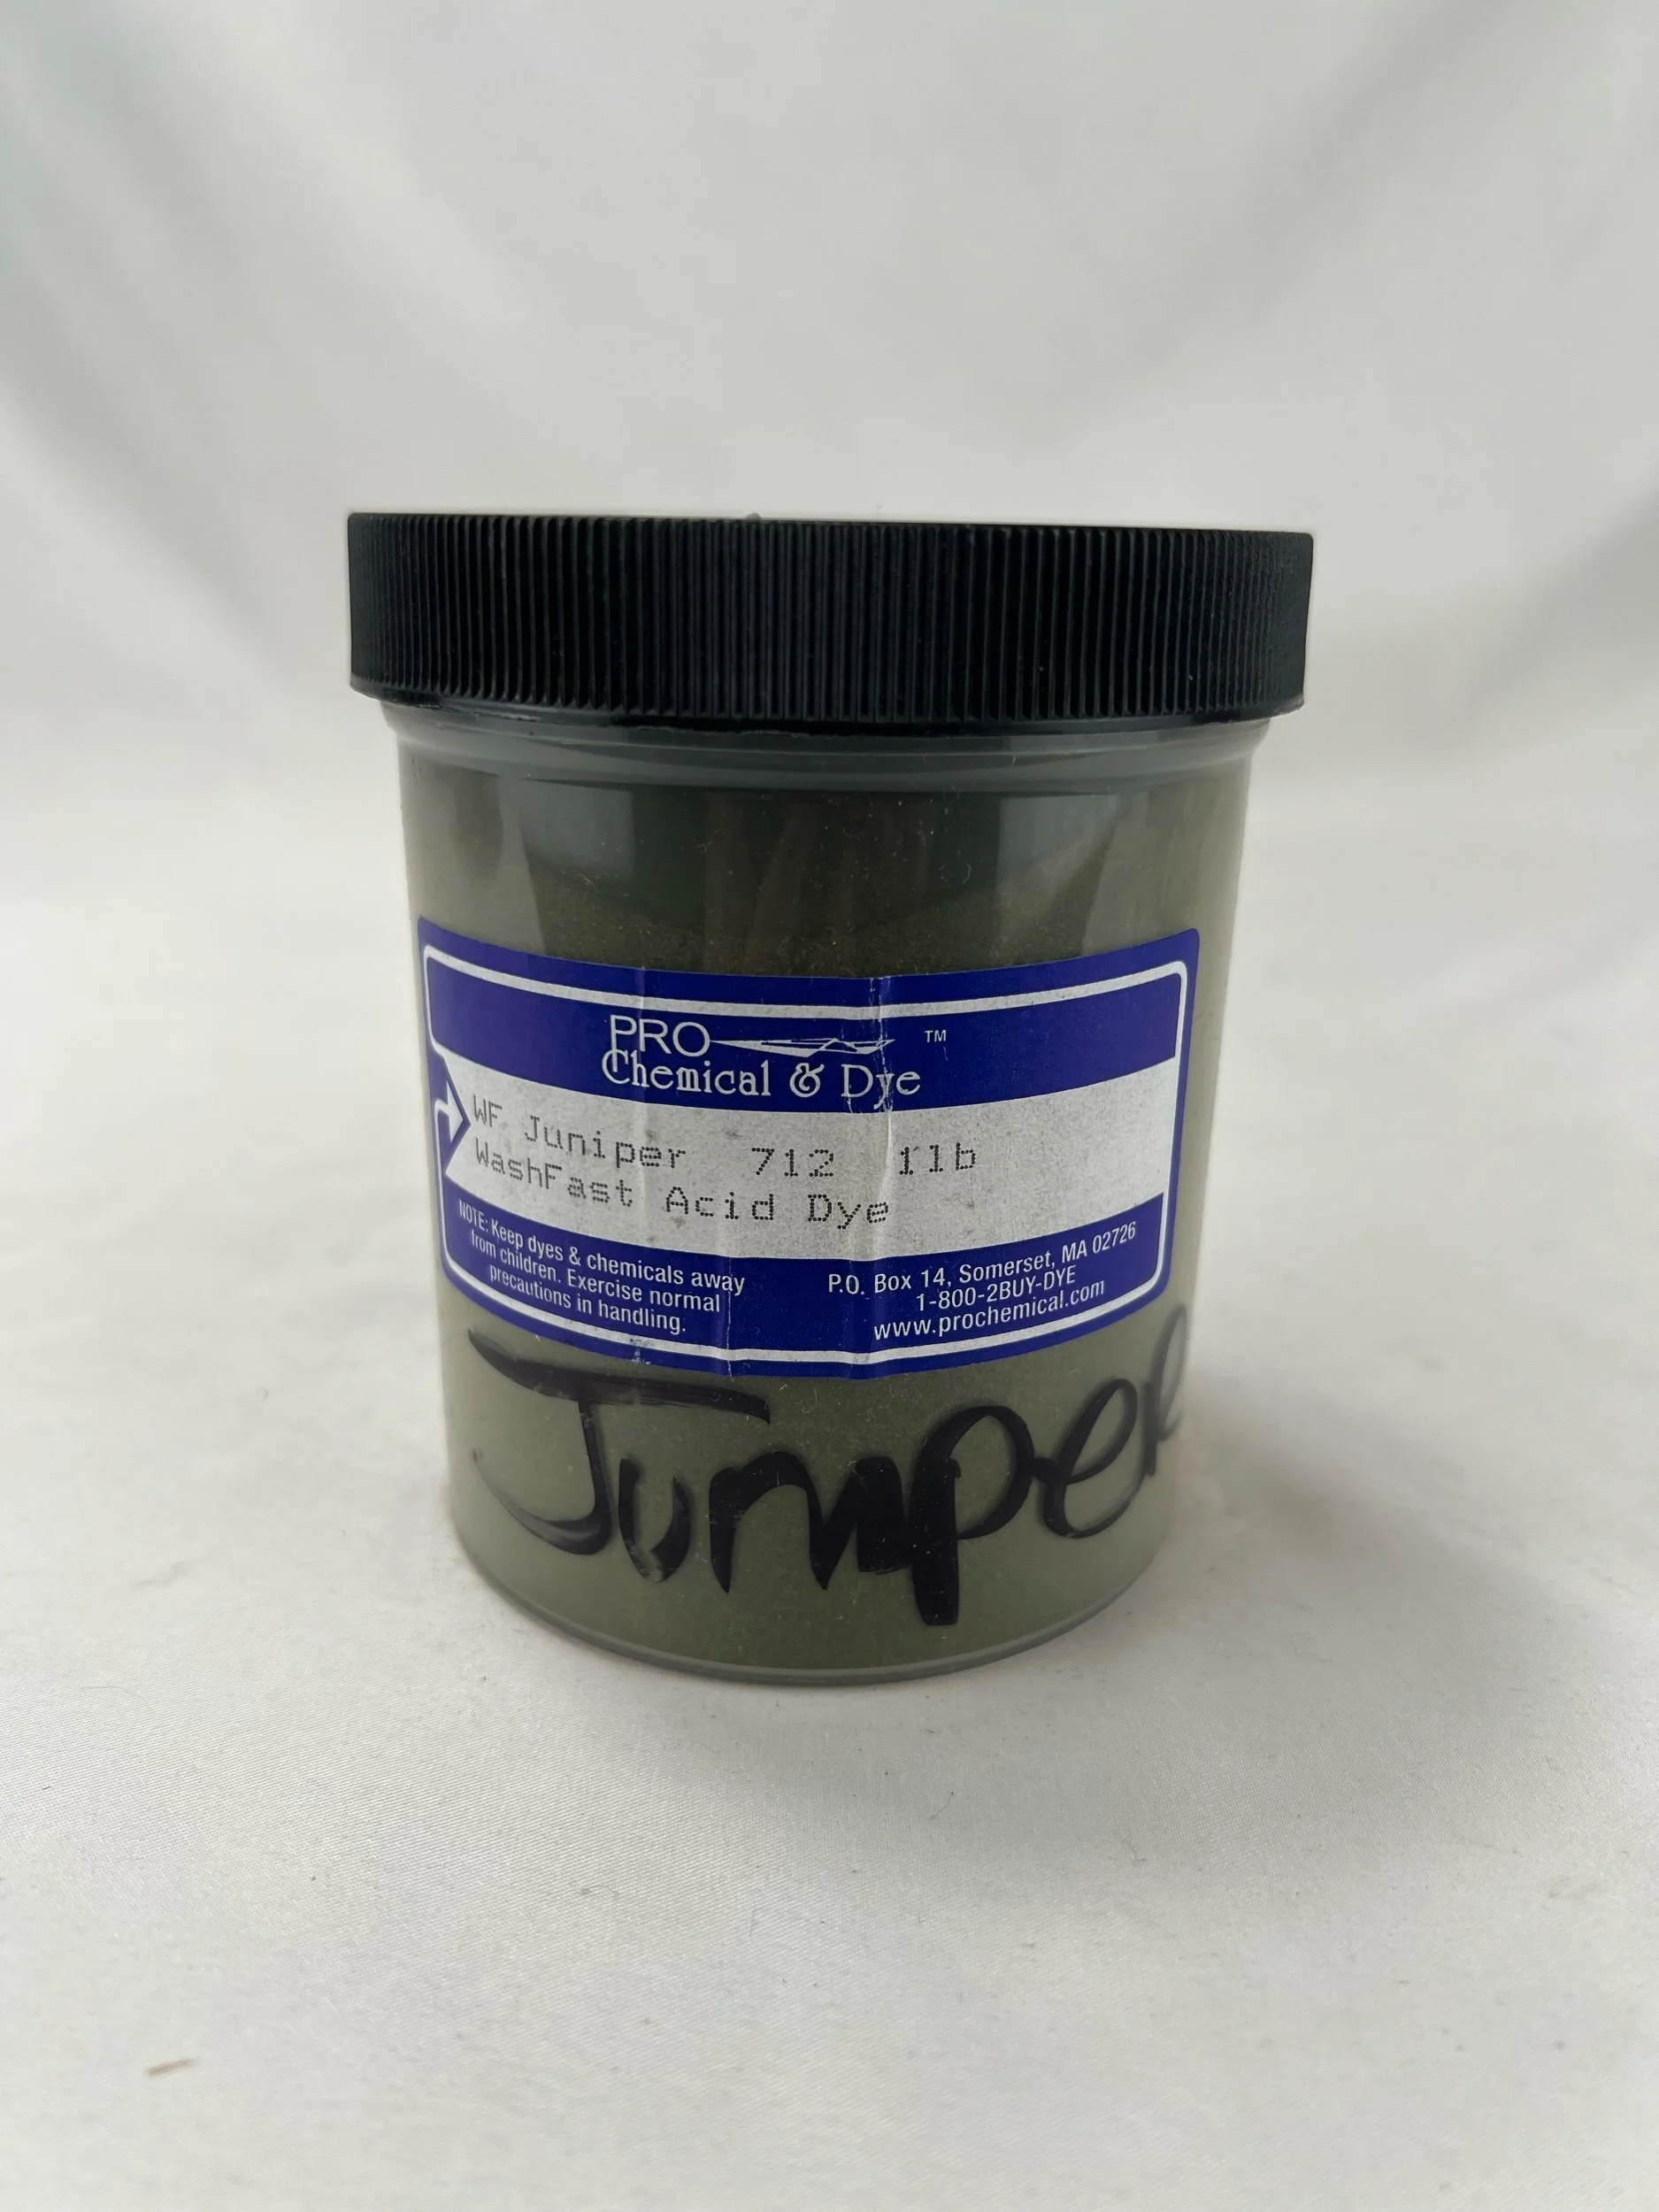 PRO ™
Chemical & Dye
WF Juniper 712 1lb
WashFast Acid Dye
NOTE: Keep dyes & chemicals away
from children. Exercise normal
precautions in handling.
P.O. Box 14, Somerset, MA 02726
1-800-2BUY-DYE
www.prochemical.com
Juniper